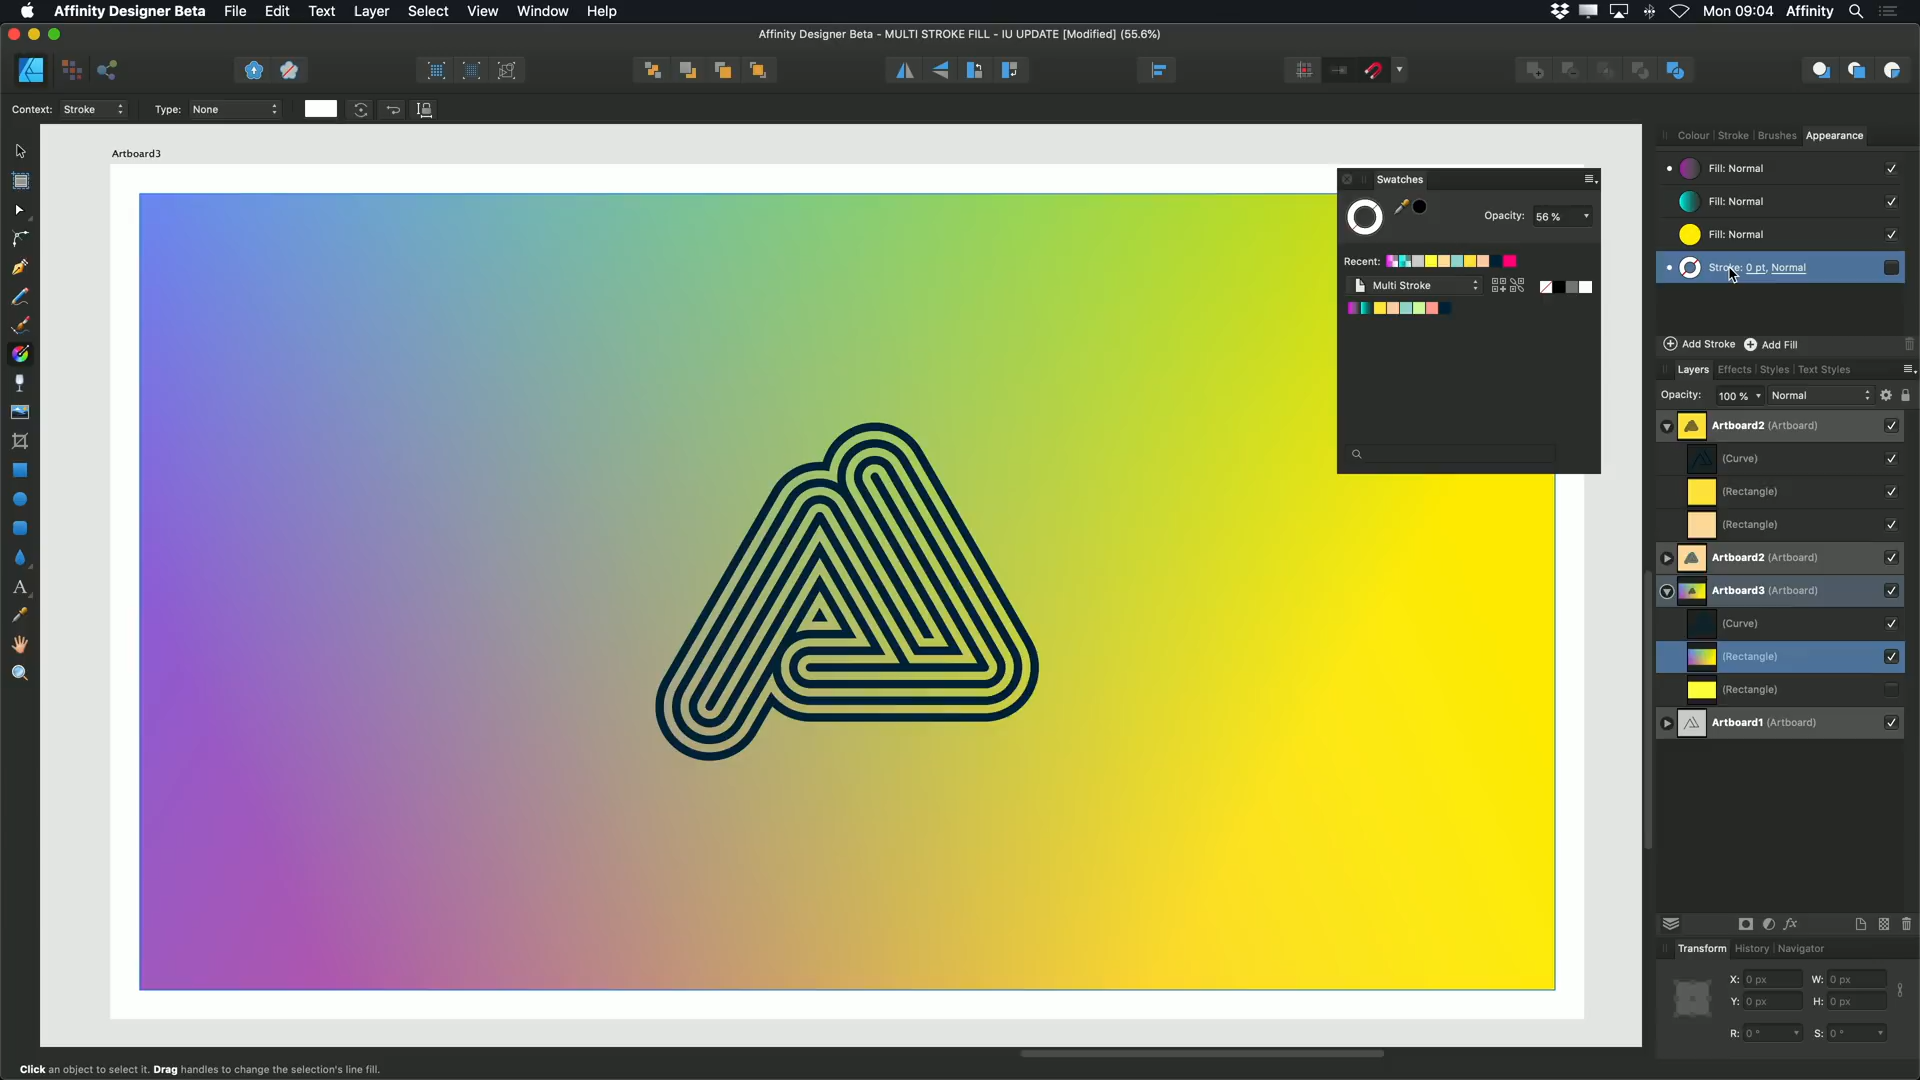 Affinity Designer Beta File Edit Text Layer Select View Window Help Mon 09:04 Affinity
Affinity Designer Beta - MULTI STROKE FILL - IU UPDATE [Modified] (55.6%)
Context: Stroke Type: None
Artboard3
Swatches
Opacity: 56 %
Recent:
Multi Stroke
Colour Stroke Brushes Appearance
Fill: Normal
Fill: Normal
Fill: Normal
Stroke: 0 pt, Normal
Add Stroke Add Fill
Layers Effects Styles Text Styles
Opacity: 100 % Normal
Artboard2 (Artboard)
(Curve)
(Rectangle)
(Rectangle)
Artboard2 (Artboard)
Artboard3 (Artboard)
(Curve)
(Rectangle)
(Rectangle)
Artboard1 (Artboard)
Transform History Navigator
X: 0 px W: 0 px
Y: 0 px H: 0 px
R: 0 ° S: 0 °
Click an object to select it. Drag handles to change the selection's line fill.